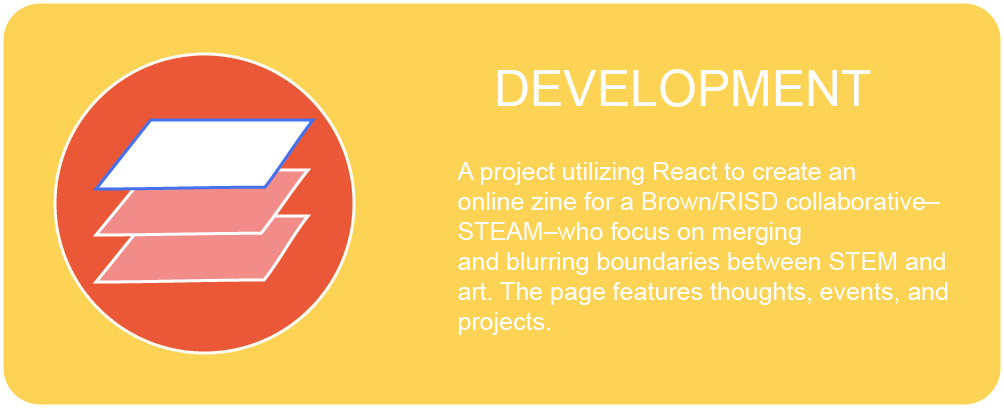 DEVELOPMENT
A project utilizing React to create an
online zine for a Brown/RISD collaborative–
STEAM–who focus on merging
and blurring boundaries between STEM and
art. The page features thoughts, events, and
projects.